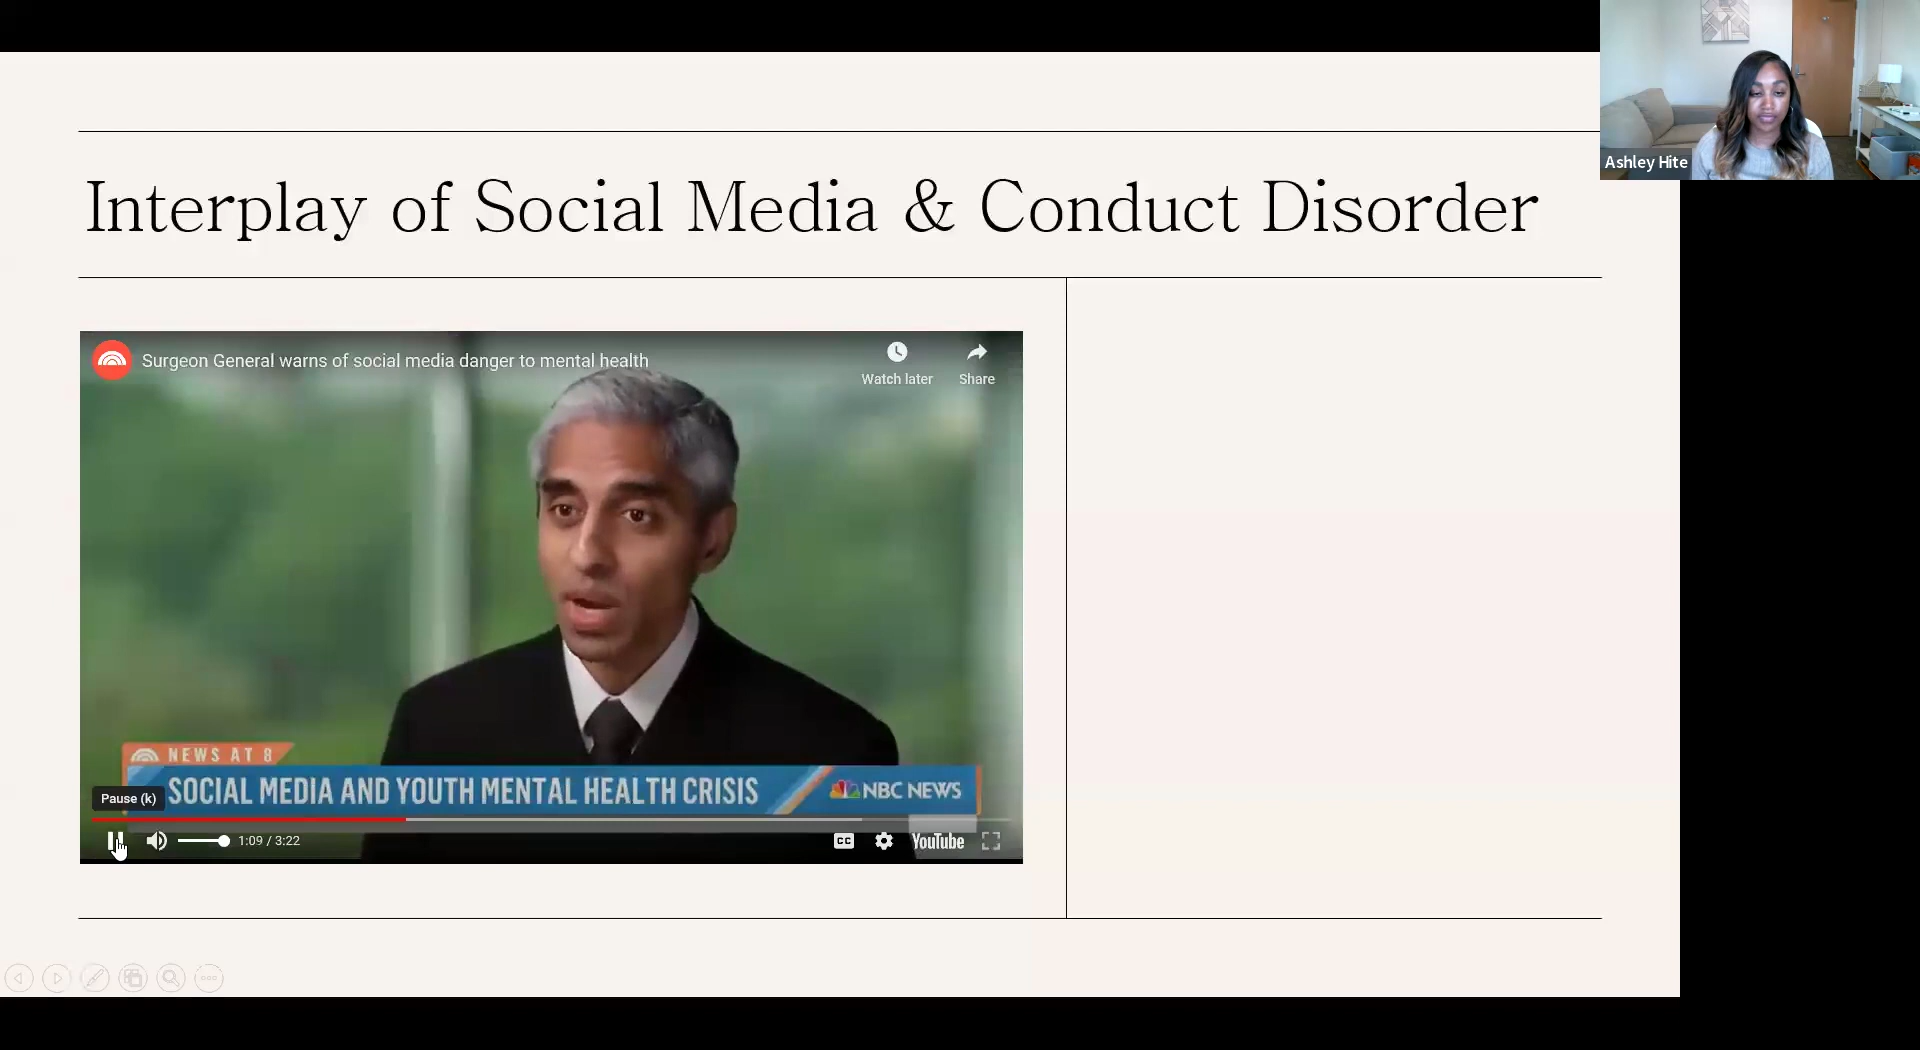 Ashley Hite
Interplay of Social Media & Conduct Disorder
Surgeon General warns of social media danger to mental health
Watch later
Share
NEWS AT 8
SOCIAL MEDIA AND YOUTH MENTAL HEALTH CRISIS
NBC NEWS
Pause (k)
1:09 / 3:22
CC
YouTube